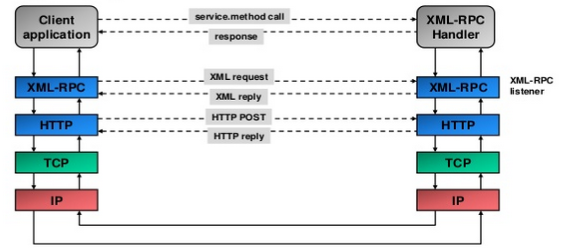 Client
application
service.method call
response
XML-RPC
Handler
XML-RPC
XML request
XML reply
XML-RPC
XML-RPC
listener
HTTP
HTTP POST
HTTP reply
HTTP
TCP
TCP
IP
IP